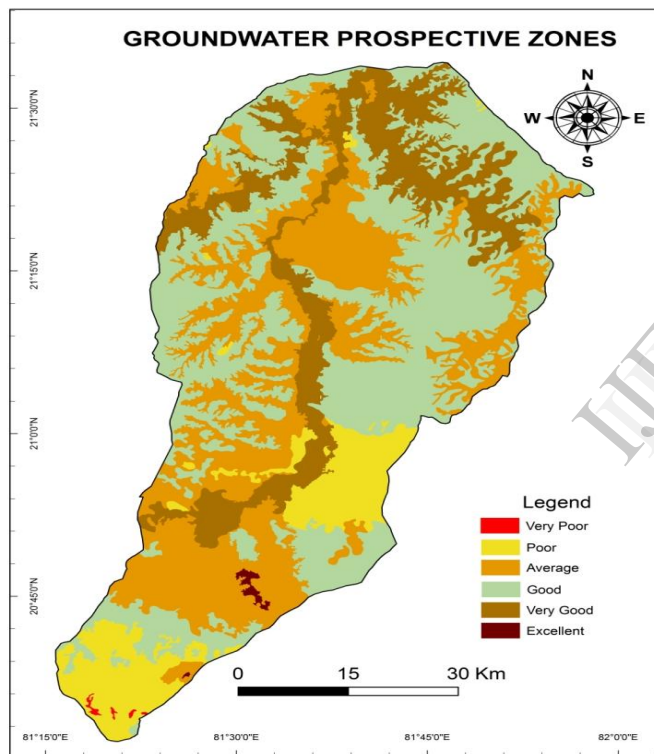 GROUNDWATER PROSPECTIVE ZONES
N
W E
S
21°30'0"N
21°15'0"N
21°0'0"N
20°45'0"N
Legend
Very Poor
Poor
Average
Good
Very Good
Excellent
0 15 30 Km
81°15'0"E 81°30'0"E 81°45'0"E 82°0'0"E